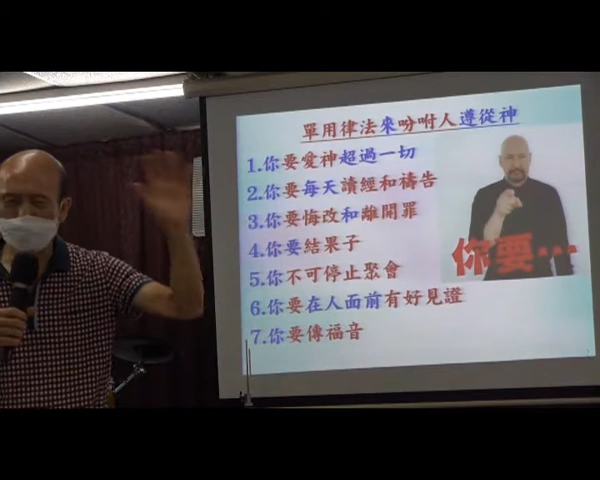 單用律法來吩咐人遵從神
1.你要愛神超過一切
2.你要每天讀經和禱告
3.你要悔改和離開罪
4.你要結果子
5.你不可停止聚會
6.你要在人面前有好見證
7.你要傳福音
你要…